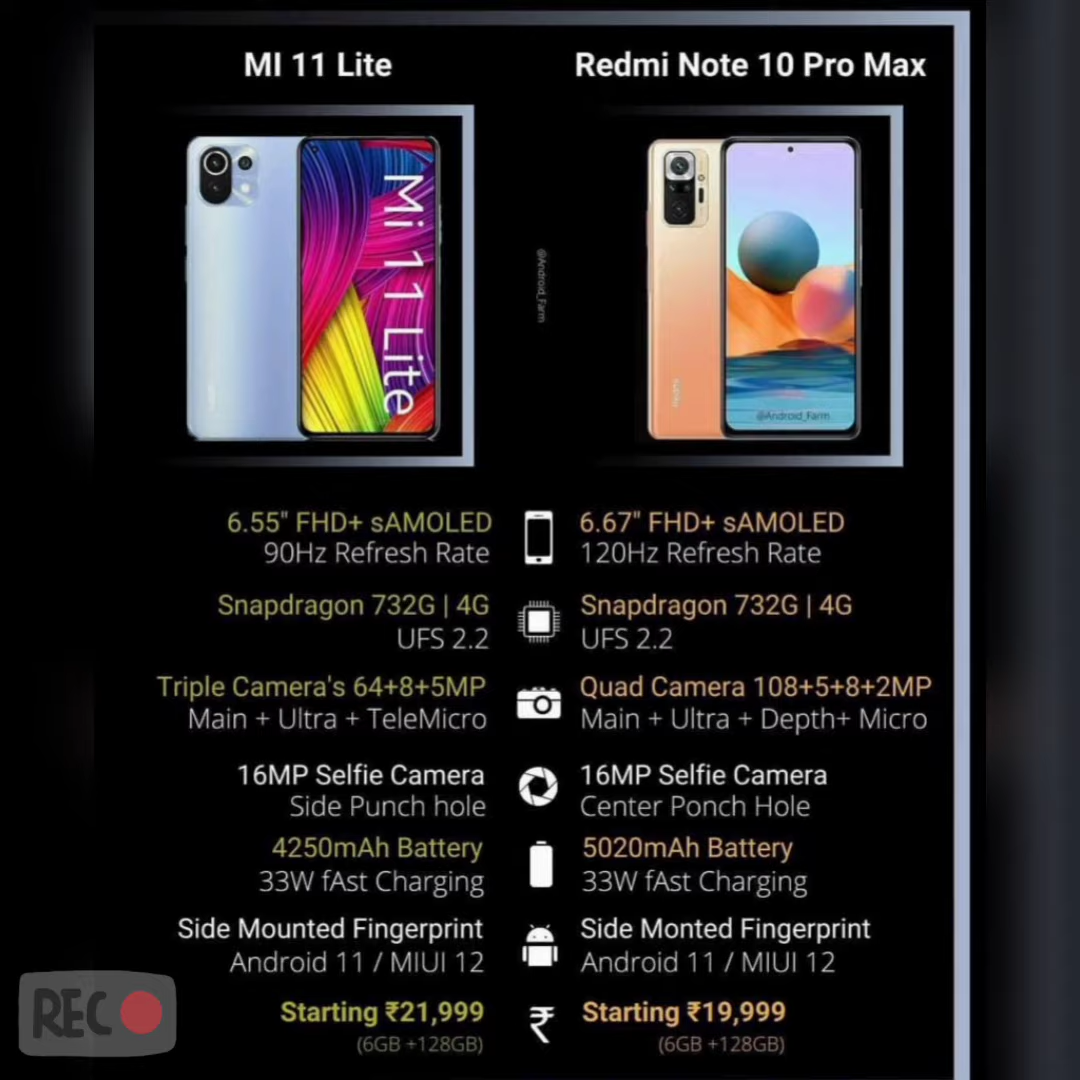 MI 11 Lite
Redmi Note 10 Pro Max
Mi 11 Lite
@Android_Farm
@Android_Farm
6.55" FHD+ sAMOLED
90Hz Refresh Rate
6.67" FHD+ sAMOLED
120Hz Refresh Rate
Snapdragon 732G | 4G
UFS 2.2
Snapdragon 732G | 4G
UFS 2.2
Triple Camera's 64+8+5MP
Main + Ultra + TeleMicro
Quad Camera 108+5+8+2MP
Main + Ultra + Depth+ Micro
16MP Selfie Camera
Side Punch hole
16MP Selfie Camera
Center Ponch Hole
4250mAh Battery
33W fAst Charging
5020mAh Battery
33W fAst Charging
Side Mounted Fingerprint
Android 11 / MIUI 12
Side Monted Fingerprint
Android 11 / MIUI 12
Starting ₹21,999
(6GB +128GB)
₹
Starting ₹19,999
(6GB +128GB)
REC